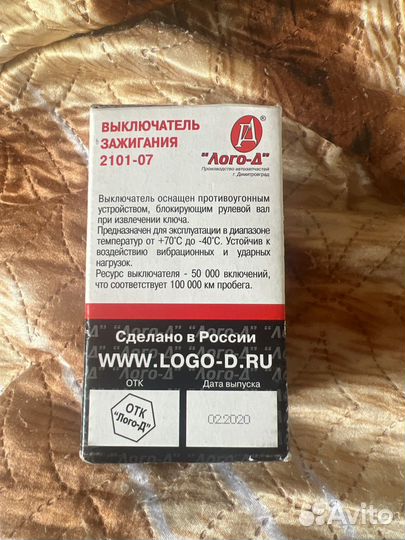 ВЫКЛЮЧАТЕЛЬ
ЗАЖИГАНИЯ
2101-07
®
"Лого-Д"
Производство автозапчастей
г. Димитровград
Выключатель оснащен противоугонным
устройством, блокирующим рулевой вал
при извлечении ключа.
Предназначен для эксплуатации в диапазоне
температур от +70°С до -40°С. Устойчив к
воздействию вибрационных и ударных
нагрузок.
Ресурс выключателя - 50 000 включений,
что соответствует 100 000 км пробега.
Сделано в России
WWW.LOGO-D.RU
ОТК
Дата выпуска
ОТК
"Лого-Д"
02.2020
Avito